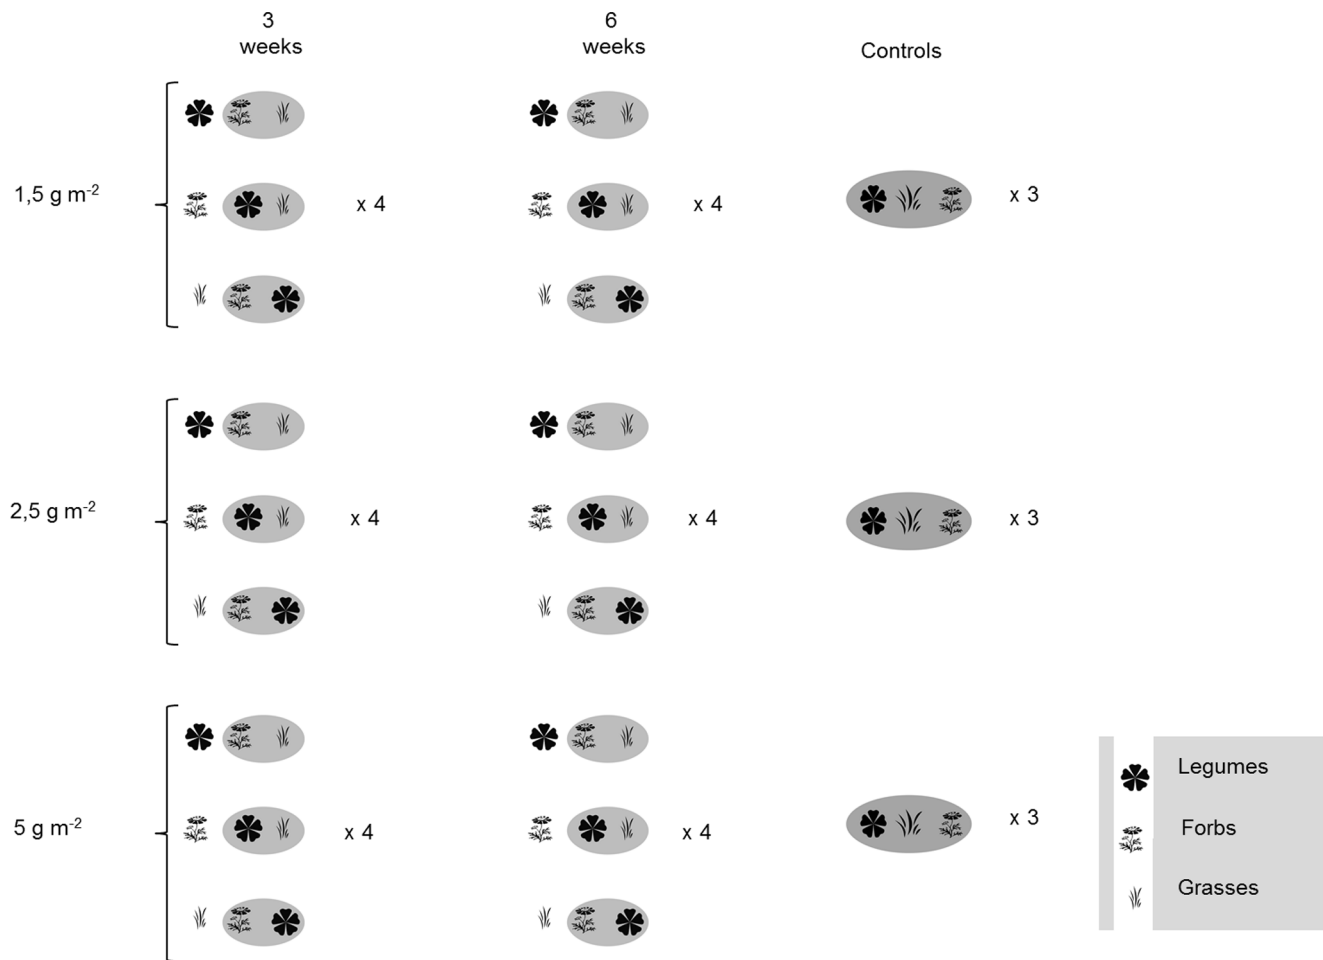 3
weeks
6
weeks
Controls
1,5 g m-2
x 4
x 4
x 3
2,5 g m-2
x 4
x 4
x 3
5 g m-2
x 4
x 4
x 3
Legumes
Forbs
Grasses